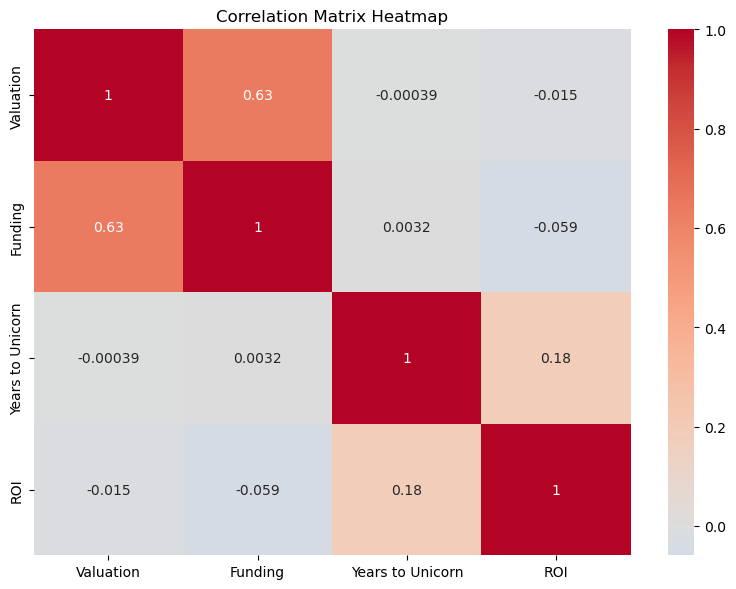 Correlation Matrix Heatmap
Valuation
1
0.63
-0.00039
-0.015
Funding
0.63
1
0.0032
-0.059
Years to Unicorn
-0.00039
0.0032
1
0.18
ROI
-0.015
-0.059
0.18
1
Valuation
Funding
Years to Unicorn
ROI
1.0
0.8
0.6
0.4
0.2
0.0